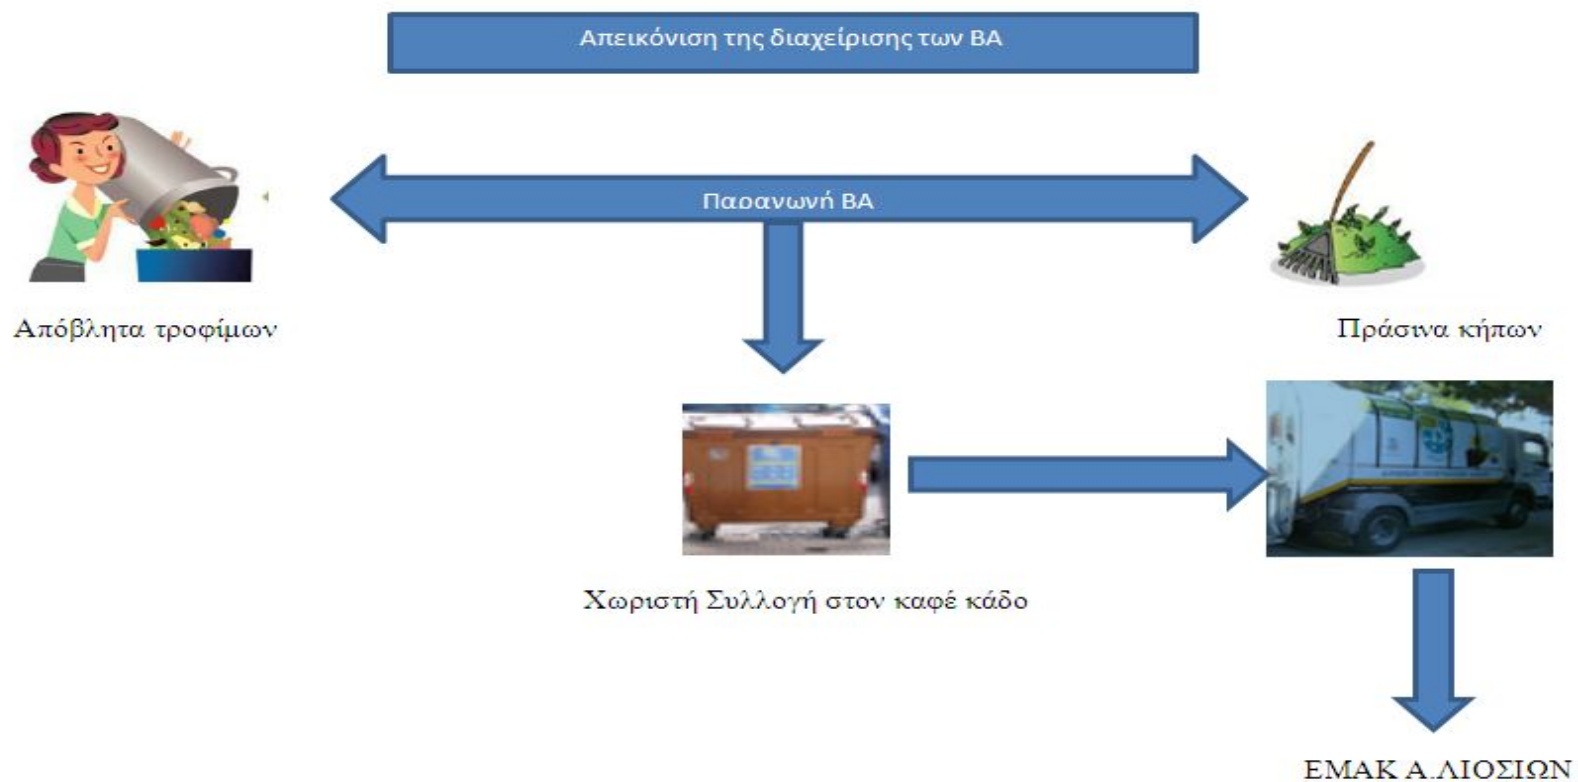 Απεικόνιση της διαχείρισης των ΒΑ
Παραγωγή ΒΑ
Απόβλητα τροφίμων
Πράσινα κήπων
Χωριστή Συλλογή στον καφέ κάδο
ΕΜΑΚ Α.ΛΙΟΣΙΩΝ